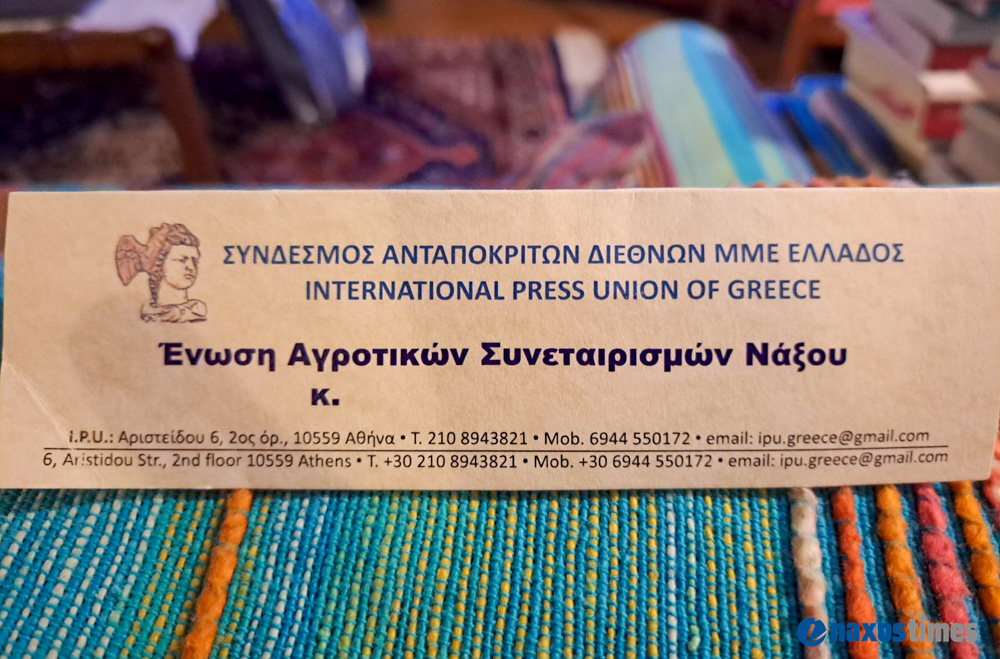 ΣΥΝΔΕΣΜΟΣ ΑΝΤΑΠΟΚΡΙΤΩΝ ΔΙΕΘΝΩΝ ΜΜΕ ΕΛΛΑΔΟΣ
INTERNATIONAL PRESS UNION OF GREECE
Ένωση Αγροτικών Συνεταιρισμών Νάξου
κ.
I.P.U.: Αριστείδου 6, 2ος όρ., 10559 Αθήνα • Τ. 210 8943821 • Mob. 6944 550172 • email: ipu.greece@gmail.com
6, Aristidou Str., 2nd floor 10559 Athens • T. +30 210 8943821 • Mob. +30 6944 550172 • email: ipu.greece@gmail.com
naxostimes